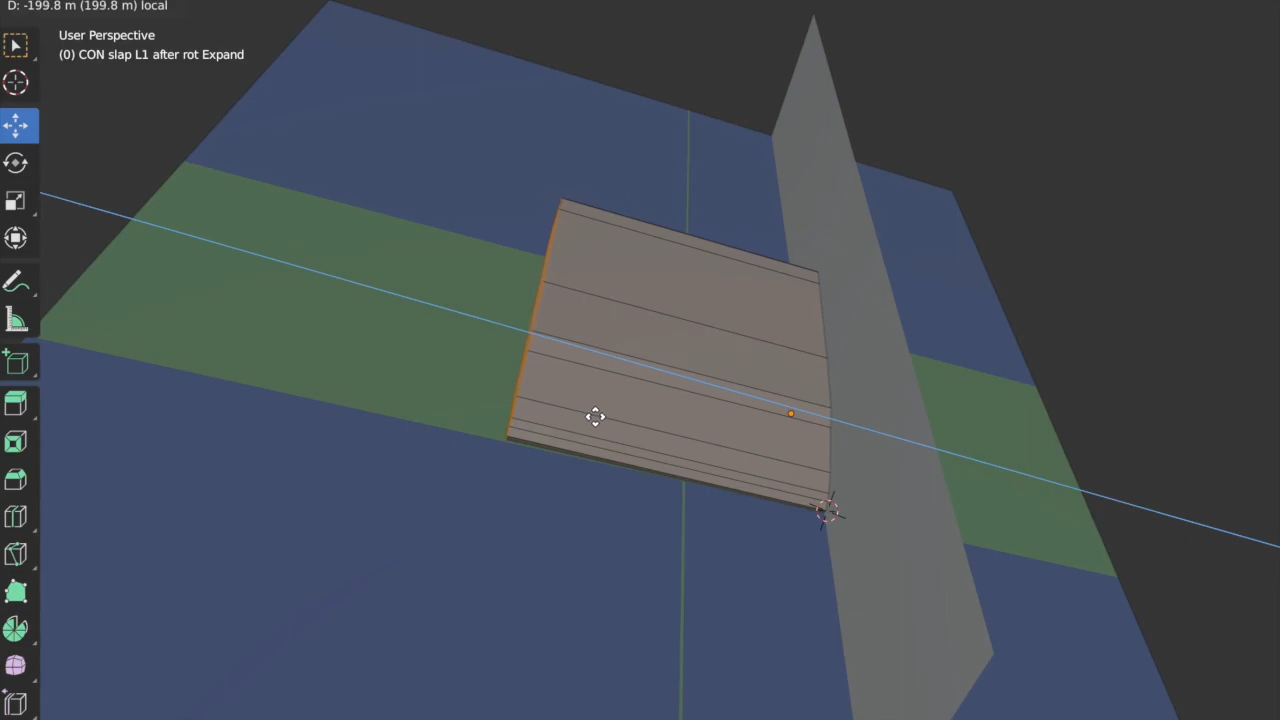 D: -199.8 m (199.8 m) local
User Perspective
(0) CON slap L1 after rot Expand